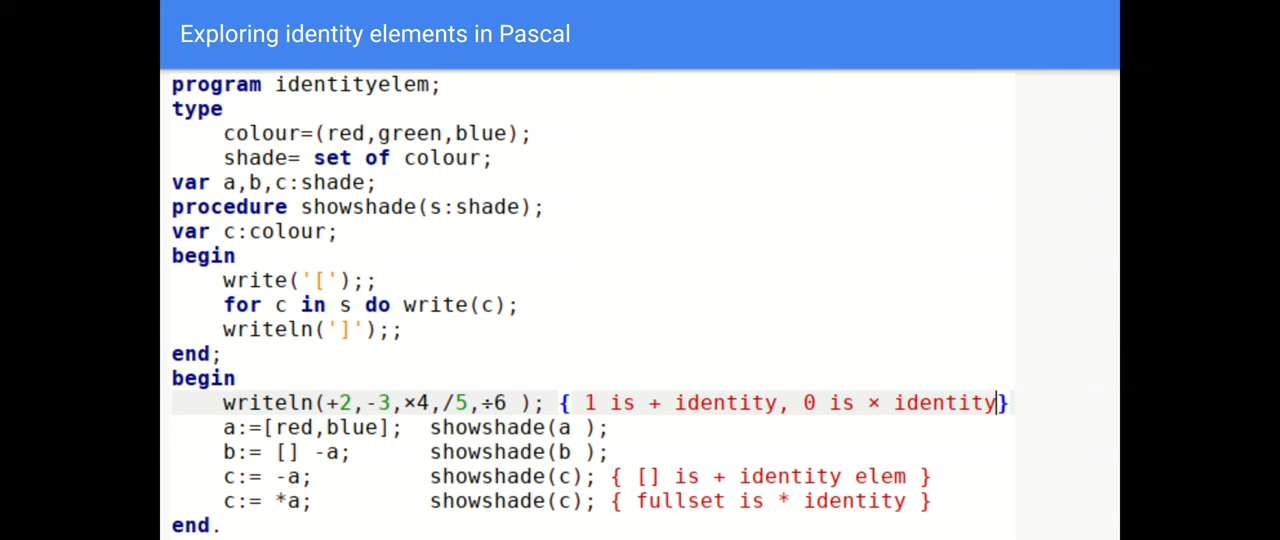 Exploring identity elements in Pascal
program identityelem;
type
    colour=(red,green,blue);
    shade= set of colour;
var a,b,c:shade;
procedure showshade(s:shade);
var c:colour;
begin
    write('[');;
    for c in s do write(c);
    writeln(']');;
end;
begin
    writeln(+2,-3,×4,/5,÷6 ); { 1 is + identity, 0 is × identity}
    a:=[red,blue];  showshade(a );
    b:= [] -a;      showshade(b );
    c:= -a;         showshade(c); { [] is + identity elem }
    c:= *a;         showshade(c); { fullset is * identity }
end.